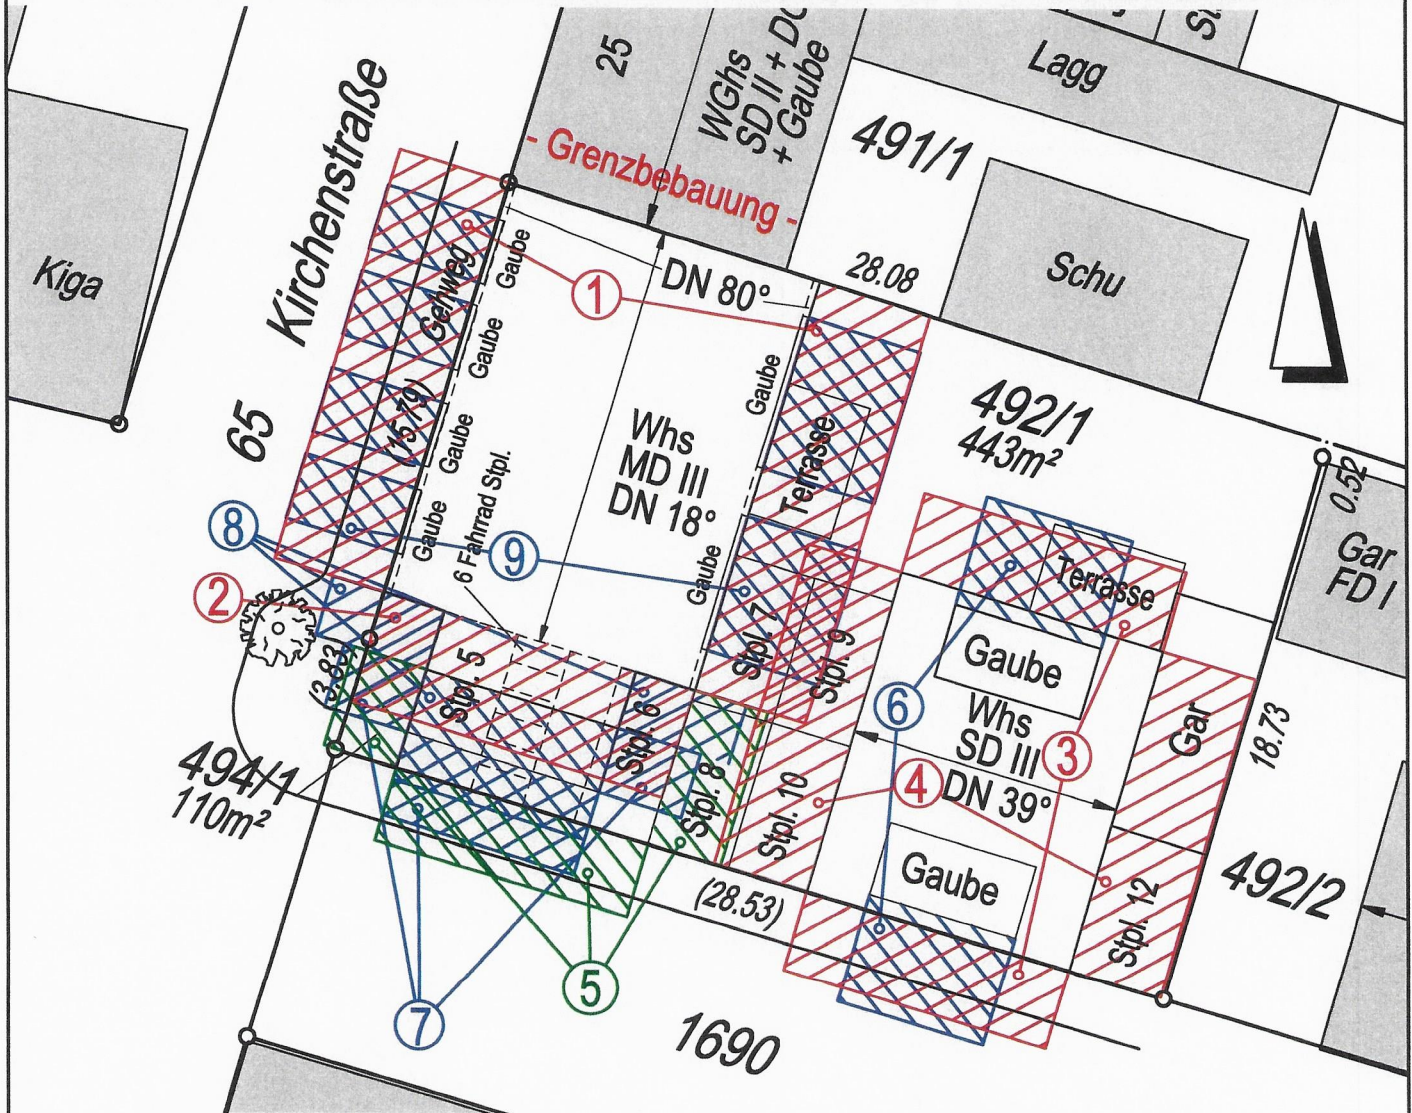 25
WGhs
SD II + DG
+ Gaube
Lagg
St
491/1
- Grenzbebauung -
Kirchenstraße
Kiga
Schu
28.08
DN 80°
Gehweg
(15.79)
65
Gaube
Gaube
Gaube
Gaube
Gaube
Gaube
1
Whs
MD III
DN 18°
6 Fahrrad Stpl.
Terrasse
492/1
443m²
0.52
Gar
FD I
8
9
2
(3.83)
Stpl. 5
Stpl. 6
Stpl. 7
Stpl. 8
Stpl. 9
Stpl. 10
Terrasse
Gaube
6
Whs
SD III
DN 39°
3
4
Gar
18.73
494/1
110m²
Gaube
(28.53)
Stpl. 12
492/2
5
7
1690